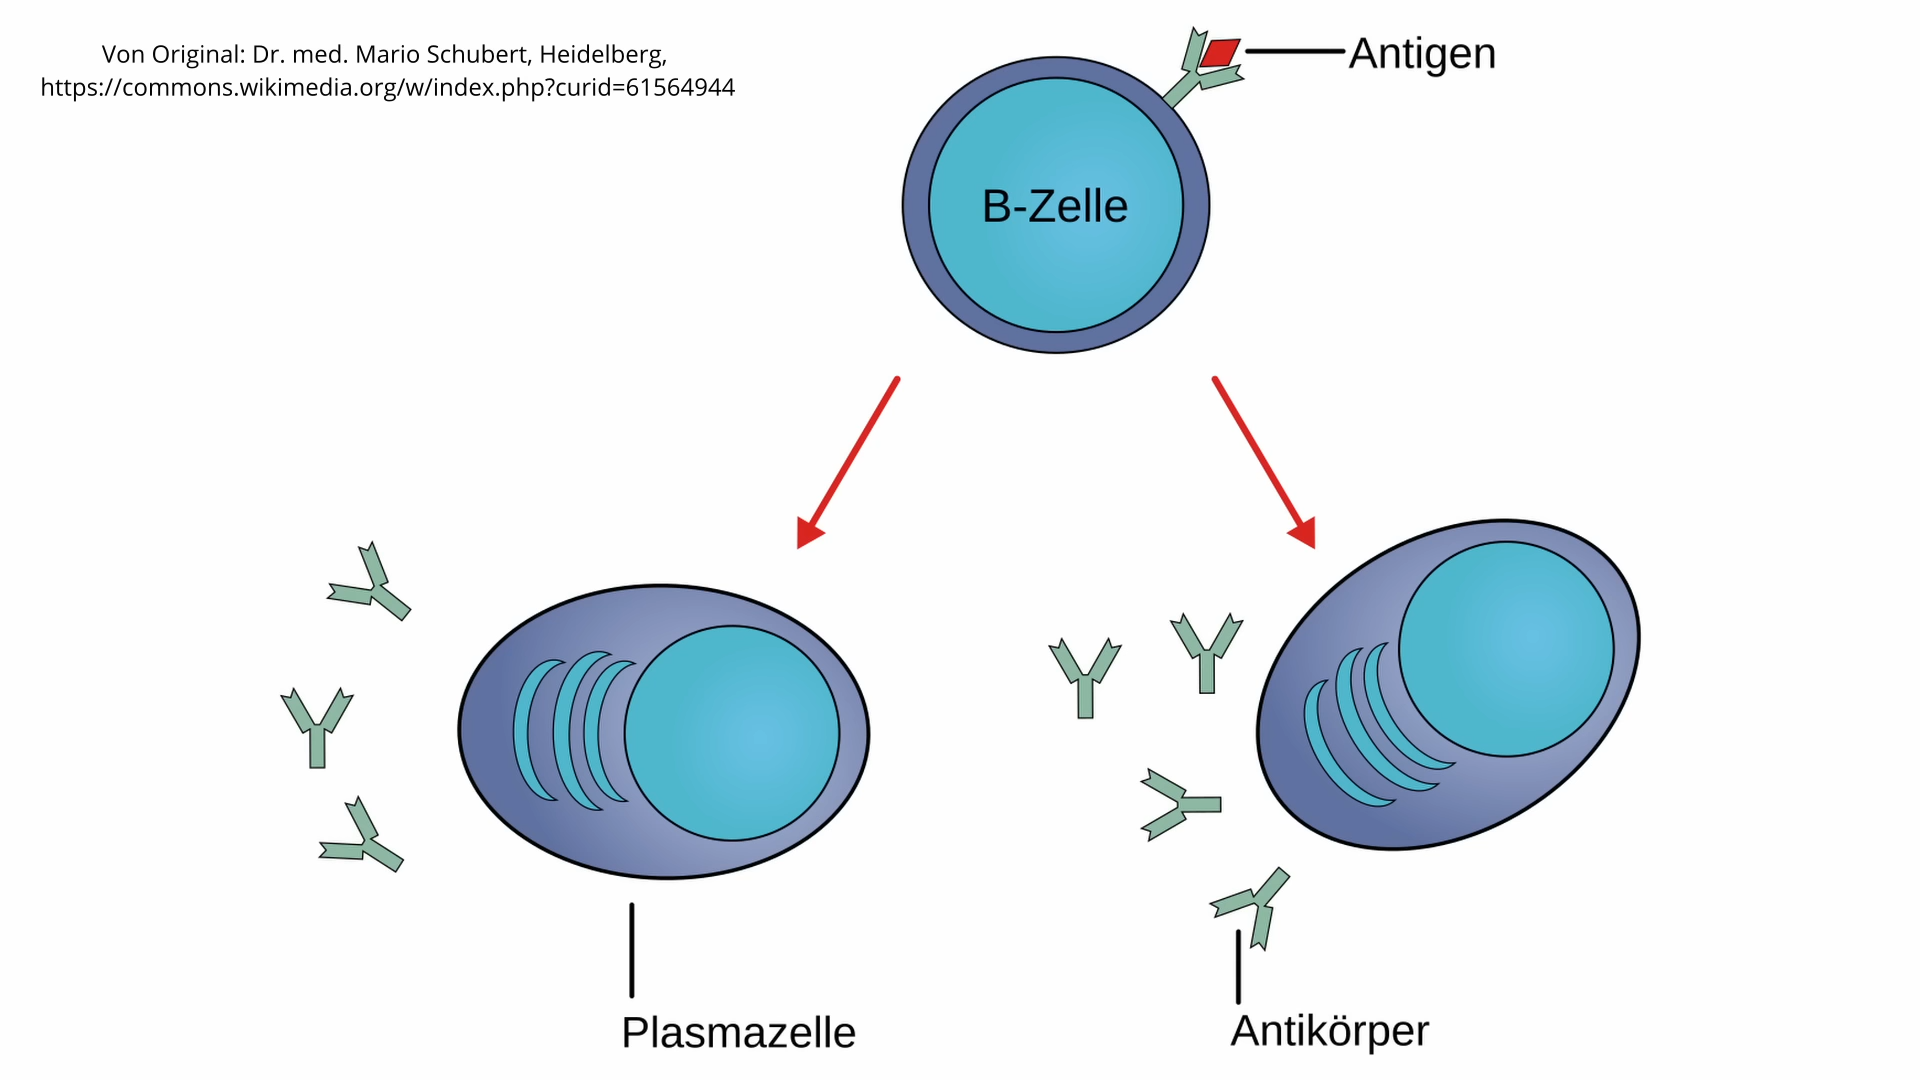 Von Original: Dr. med. Mario Schubert, Heidelberg,
https://commons.wikimedia.org/w/index.php?curid=61564944
Antigen
B-Zelle
Plasmazelle
Antikörper